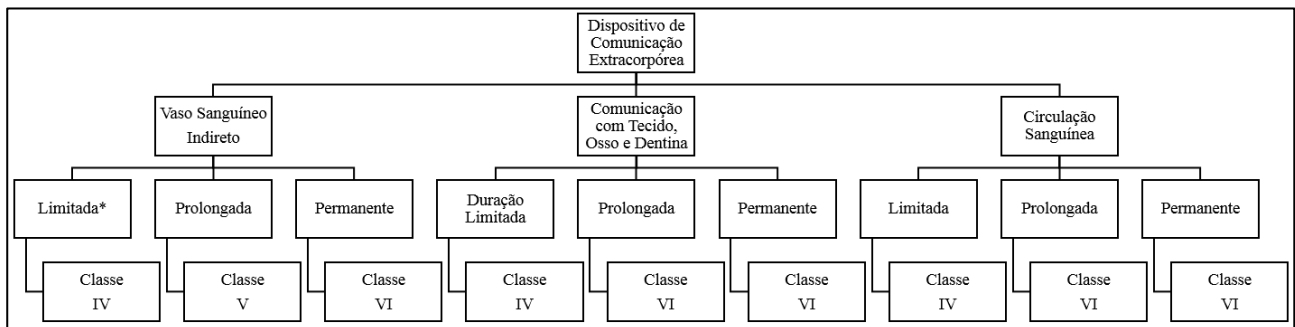 Dispositivo de
Comunicação
Extracorpórea
Vaso Sanguíneo
Indireto
Comunicação
com Tecido,
Osso e Dentina
Circulação
Sanguínea
Limitada*
Prolongada
Permanente
Duração
Limitada
Prolongada
Permanente
Limitada
Prolongada
Permanente
Classe
IV
Classe
V
Classe
VI
Classe
IV
Classe
VI
Classe
VI
Classe
IV
Classe
VI
Classe
VI